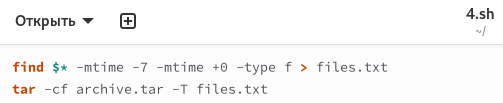 Открыть
4.sh
~/
find $* -mtime -7 -mtime +0 -type f > files.txt
tar -cf archive.tar -T files.txt